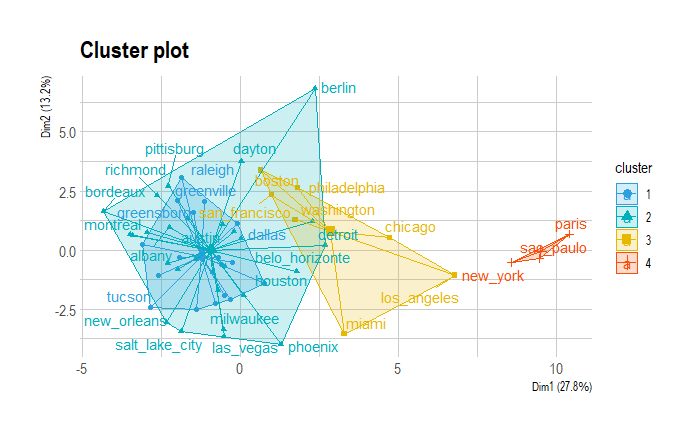 Cluster plot
Dim2 (13.2%)
berlin
5.0
pittisburg
dayton
richmond
raleigh
2.5
bordeaux
greenville
boston
philadelphia
greensboro
san_francisco
washington
montreal
dallas
detroit
chicago
paris
sao_paulo
0.0
albany
belo_horizonte
houston
new_york
tucson
los_angeles
-2.5
new_orleans
milwaukee
miami
salt_lake_city
las_vegas
phoenix
-5
0
5
10
Dim1 (27.8%)
cluster
a 1
a 2
a 3
a 4